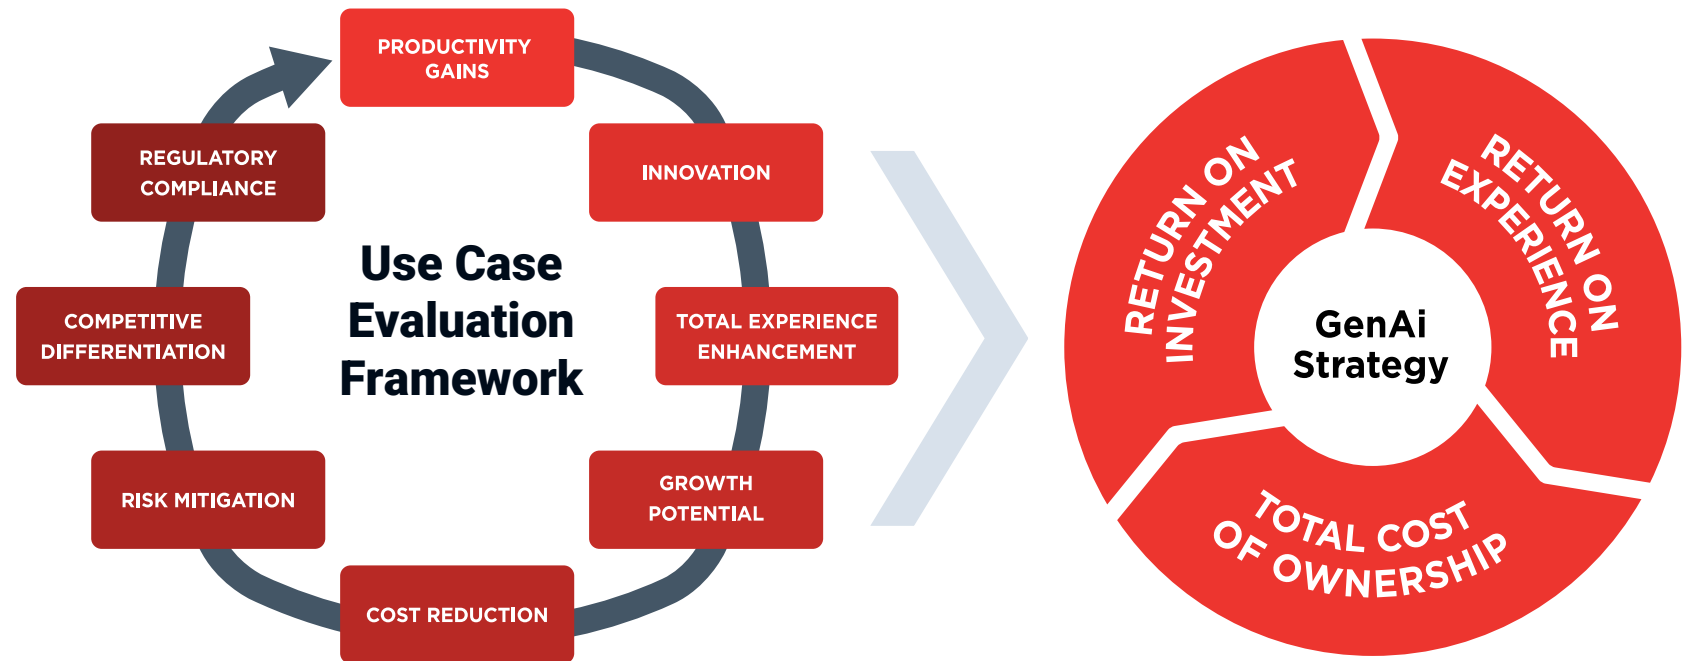 PRODUCTIVITY
GAINS
INNOVATION
TOTAL EXPERIENCE
ENHANCEMENT
GROWTH
POTENTIAL
COST REDUCTION
RISK MITIGATION
COMPETITIVE
DIFFERENTIATION
REGULATORY
COMPLIANCE
Use Case
Evaluation
Framework
RETURN ON
INVESTMENT
RETURN ON
EXPERIENCE
TOTAL COST
OF OWNERSHIP
GenAi
Strategy